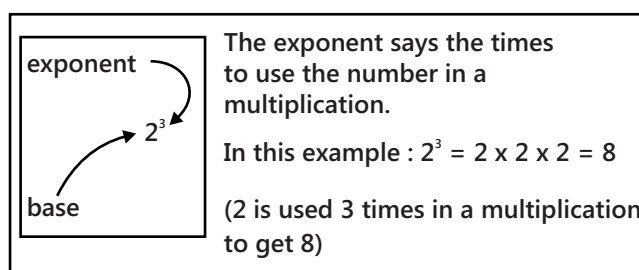 exponent
2³
base
The exponent says the times
to use the number in a
multiplication.
In this example : 2³ = 2 x 2 x 2 = 8
(2 is used 3 times in a multiplication
to get 8)